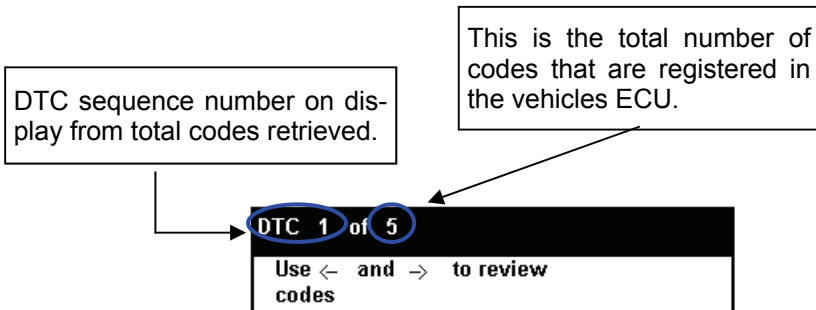 This is the total number of
codes that are registered in
the vehicles ECU.
DTC sequence number on dis-
play from total codes retrieved.
DTC 1 of 5
Use <- and -> to review
codes